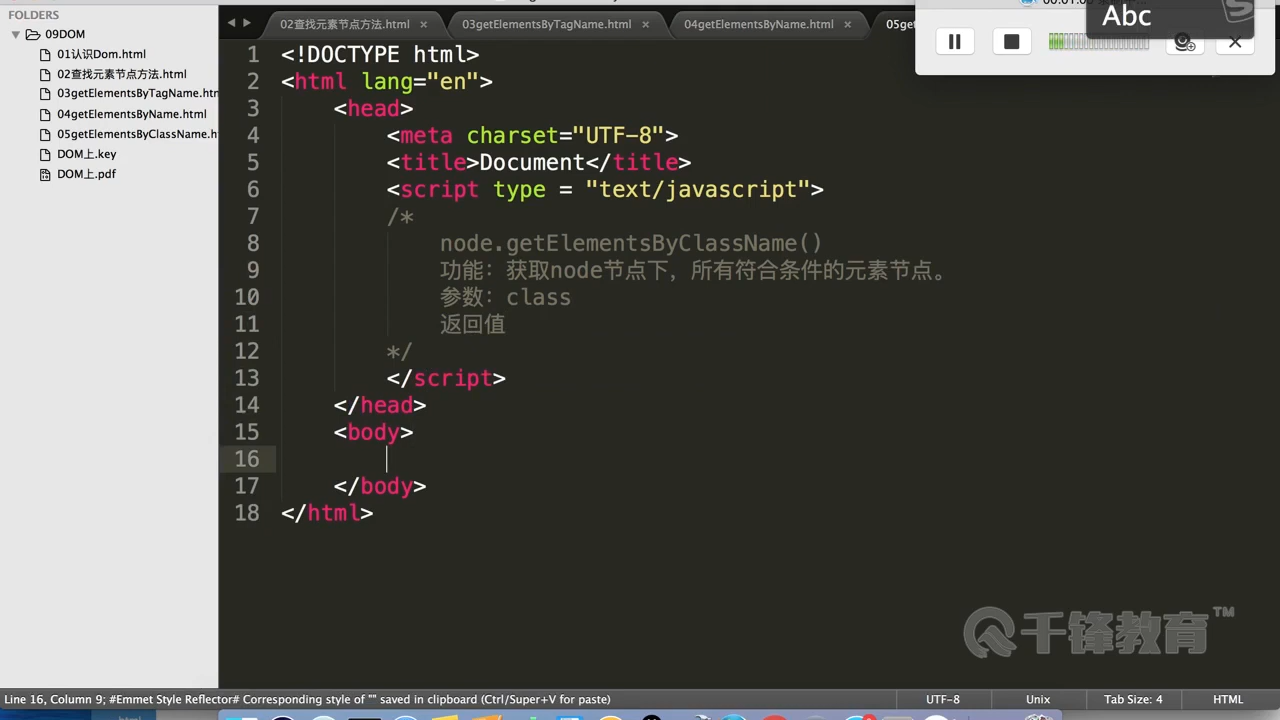 Abc
FOLDERS
09DOM
01认识Dom.html
02查找元素节点方法.html
03getElementsByTagName.htm
04getElementsByName.html
05getElementsByClassName.h
DOM上.key
DOM上.pdf
02查找元素节点方法.html
03getElementsByTagName.html
04getElementsByName.html
1 <!DOCTYPE html>
2 <html lang="en">
3 <head>
4 <meta charset="UTF-8">
5 <title>Document</title>
6 <script type = "text/javascript">
7 /*
8 node.getElementsByClassName()
9 功能：获取node节点下，所有符合条件的元素节点。
10 参数：class
11 返回值
12 */
13 </script>
14 </head>
15 <body>
16
17 </body>
18 </html>
千锋教育™
Line 16, Column 9; #Emmet Style Reflector# Corresponding style of "" saved in clipboard (Ctrl/Super+V for paste)
UTF-8
Unix
Tab Size: 4
HTML